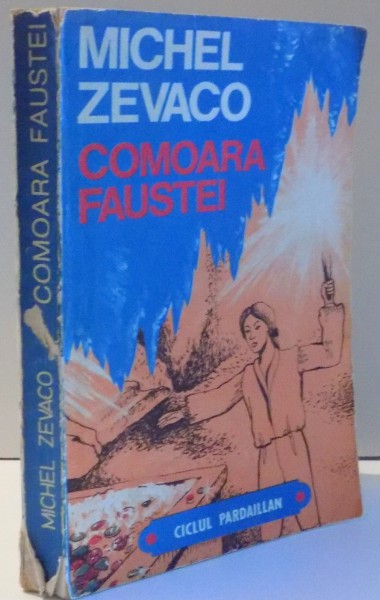 MICHEL
ZEVACO
COMOARA
FAUSTEI
CICLUL PARDAILLAN
MICHEL ZEVACO COMOARA FAUSTEI